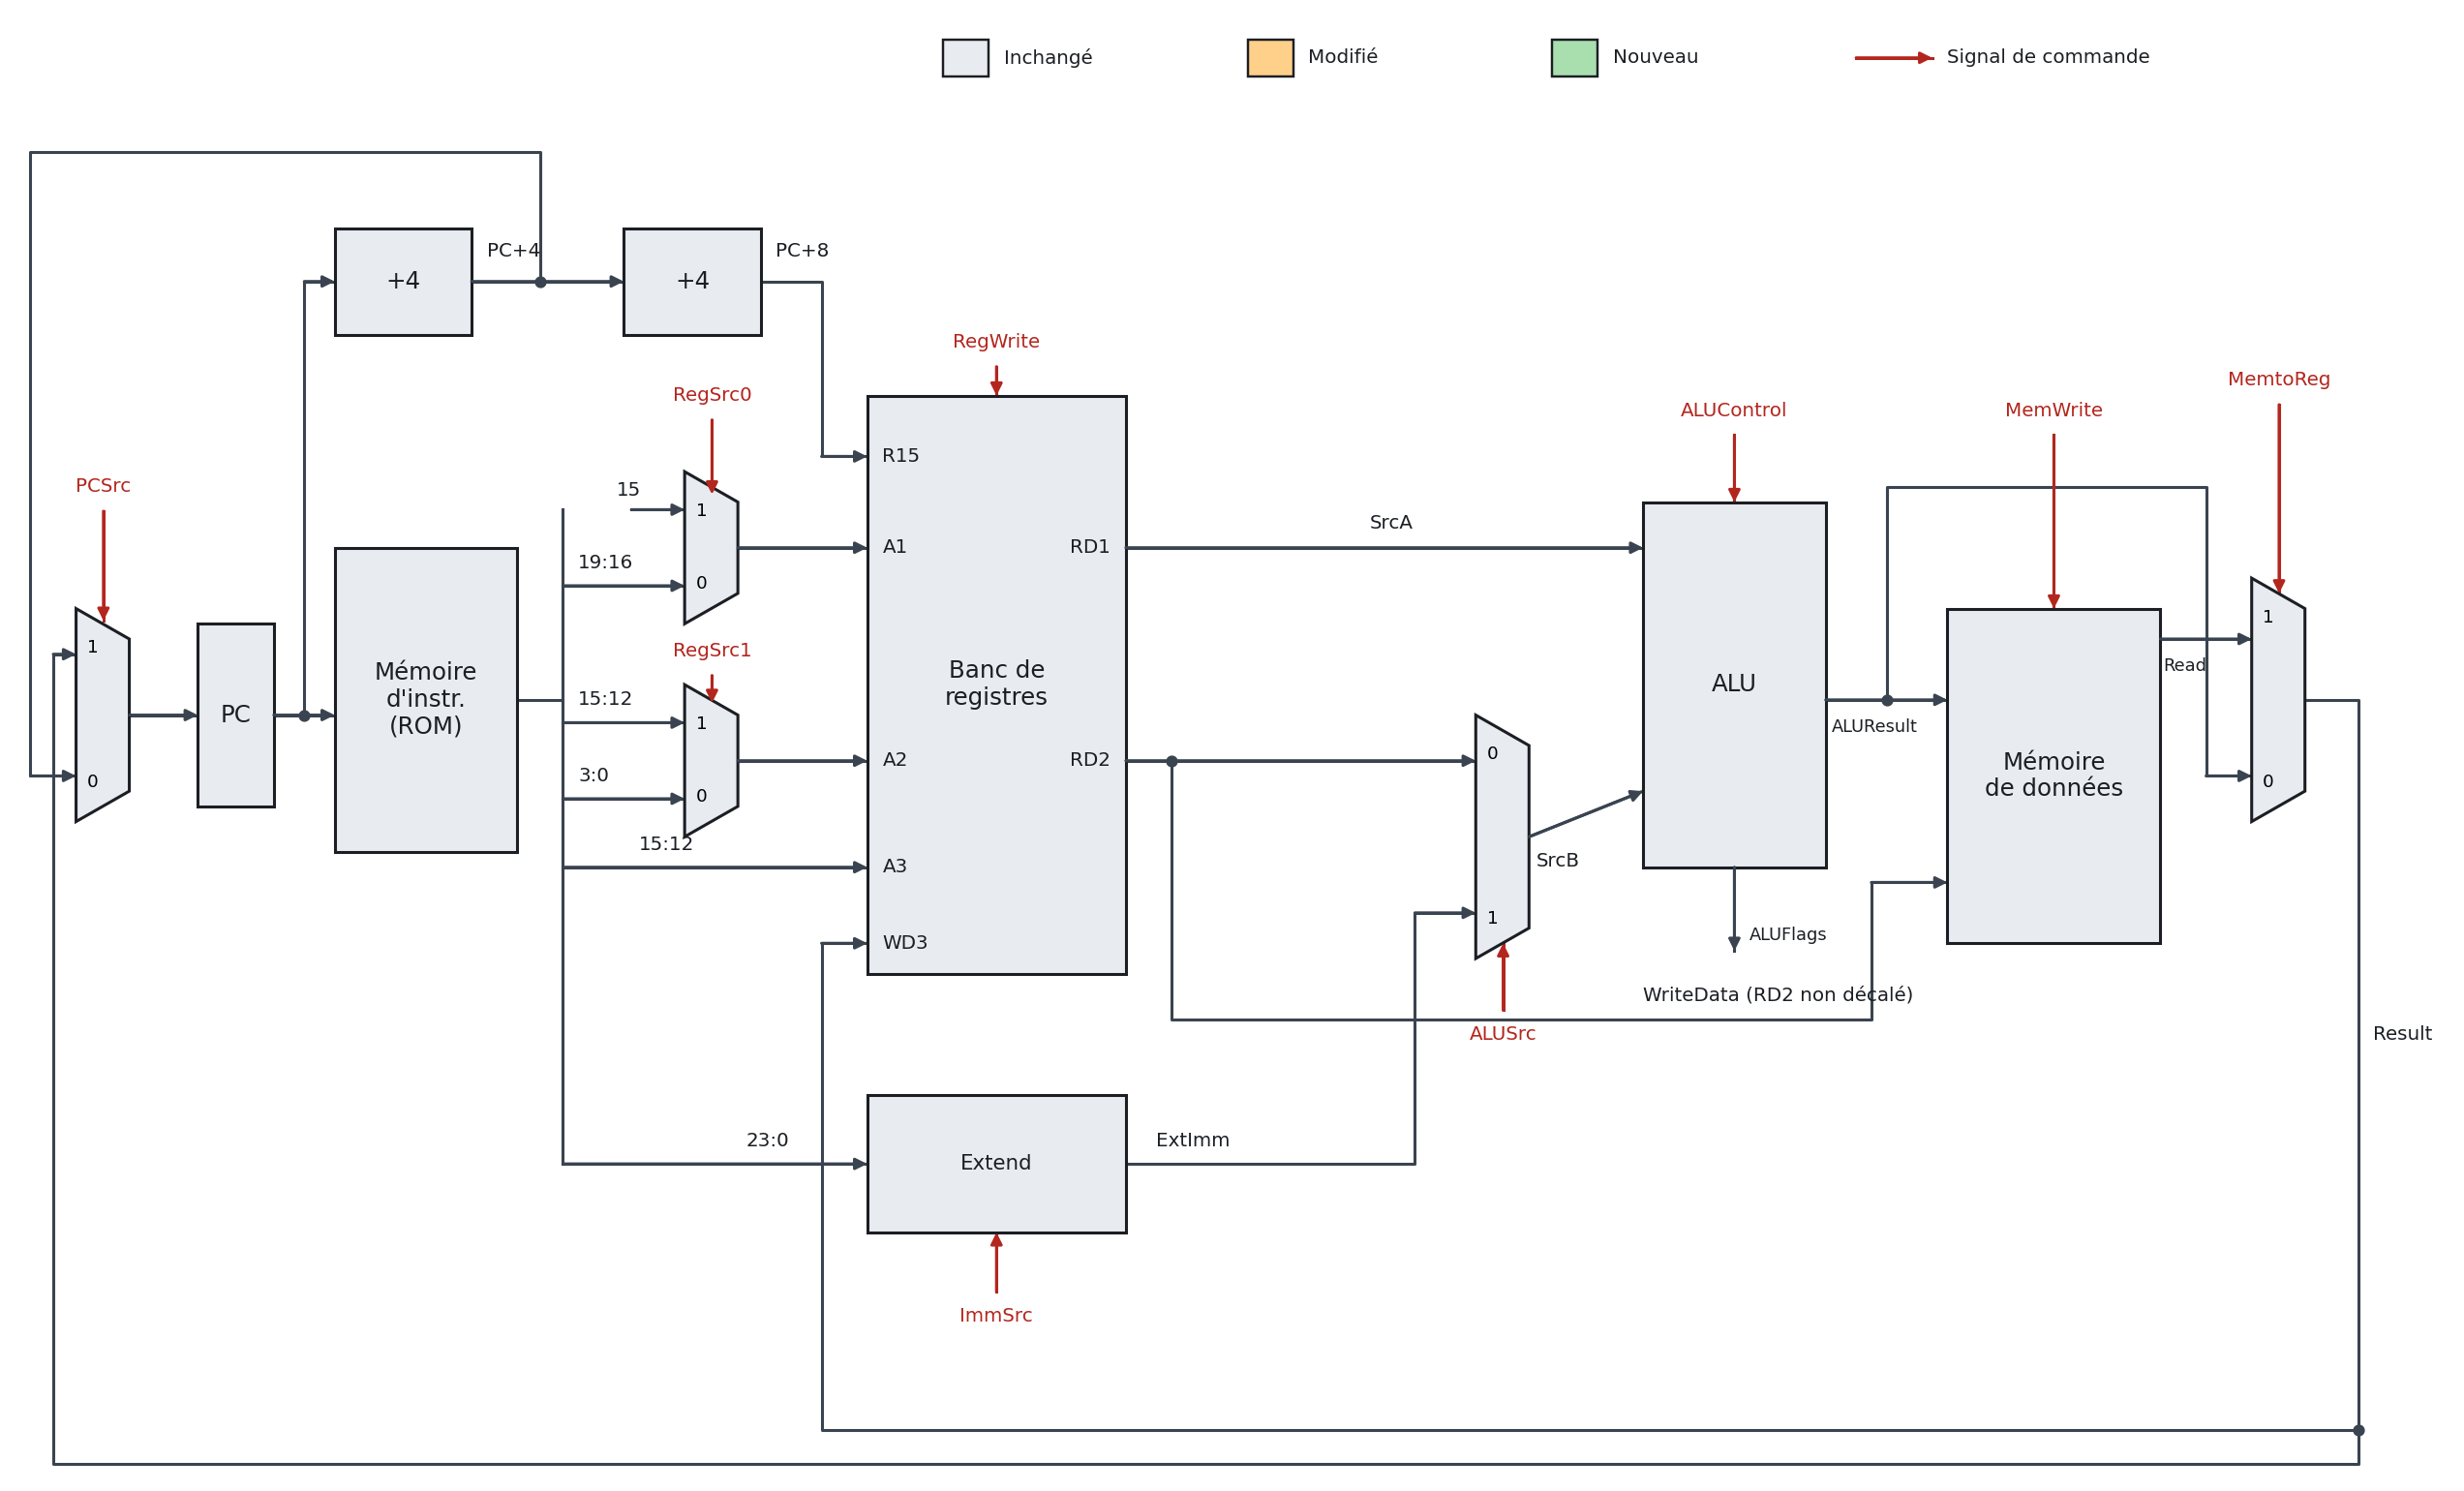 Inchangé
Modifié
Nouveau
Signal de commande
PC+4
PC+8
+4
+4
RegWrite
RegSrc0
MemtoReg
ALUControl
MemWrite
R15
PCSrc
15
1
SrcA
A1
RD1
19:16
0
1
1
RegSrc1
Read
Mémoire
d'instr.
(ROM)
Banc de
registres
ALU
15:12
1
PC
ALUResult
0
A2
RD2
3:0
0
0
0
Mémoire
de données
15:12
SrcB
A3
1
ALUFlags
WD3
WriteData (RD2 non décalé)
ALUSrc
Result
23:0
ExtImm
Extend
ImmSrc